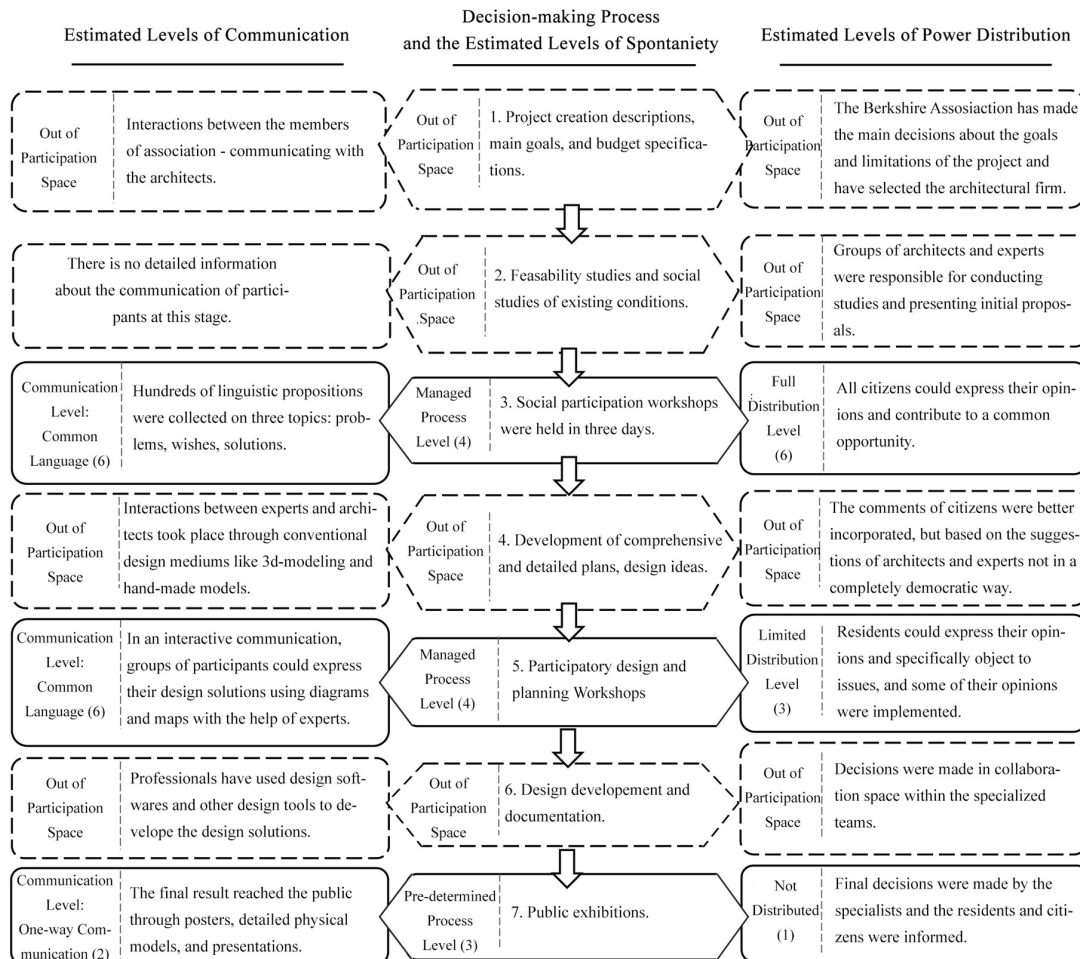 Estimated Levels of Communication
Decision-making Process
and the Estimated Levels of Spontaniety
Estimated Levels of Power Distribution
Out of
Participation
Space
Interactions between the members
of association - communicating with
the architects.
Out of
Participation
Space
1. Project creation descriptions,
main goals, and budget specifica-
tions.
Out of
Participation
Space
The Berkshire Assosiaction has made
the main decisions about the goals
and limitations of the project and
have selected the architectural firm.
There is no detailed information
about the communication of partici-
pants at this stage.
Out of
Participation
Space
2. Feasability studies and social
studies of existing conditions.
Out of
Participation
Space
Groups of architects and experts
were responsible for conducting
studies and presenting initial propos-
als.
Communication
Level:
Common
Language (6)
Hundreds of linguistic propositions
were collected on three topics: prob-
lems, wishes, solutions.
Managed
Process
Level (4)
3. Social participation workshops
were held in three days.
Full
Distribution
Level
(6)
All citizens could express their opin-
ions and contribute to a common
opportunity.
Out of
Participation
Space
Interactions between experts and archi-
tects took place through conventional
design mediums like 3d-modeling and
hand-made models.
Out of
Participation
Space
4. Development of comprehensive
and detailed plans, design ideas.
Out of
Participation
Space
The comments of citizens were better
incorporated, but based on the sugges-
tions of architects and experts not in a
completely democratic way.
Communication
Level:
Common
Language (6)
In an interactive communication,
groups of participants could express
their design solutions using diagrams
and maps with the help of experts.
Managed
Process
Level (4)
5. Participatory design and
planning Workshops
Limited
Distribution
Level
(3)
Residents could express their opin-
ions and specifically object to
issues, and some of their opinions
were implemented.
Out of
Participation
Space
Professionals have used design soft-
wares and other design tools to de-
velope the design solutions.
Out of
Participation
Space
6. Design developement and
documentation.
Out of
Participation
Space
Decisions were made in collabora-
tion space within the specialized
teams.
Communication
Level:
One-way Com-
munication (2)
The final result reached the public
through posters, detailed physical
models, and presentations.
Pre-determined
Process
Level (3)
7. Public exhibitions.
Not
Distributed
(1)
Final decisions were made by the
specialists and the residents and citi-
zens were informed.